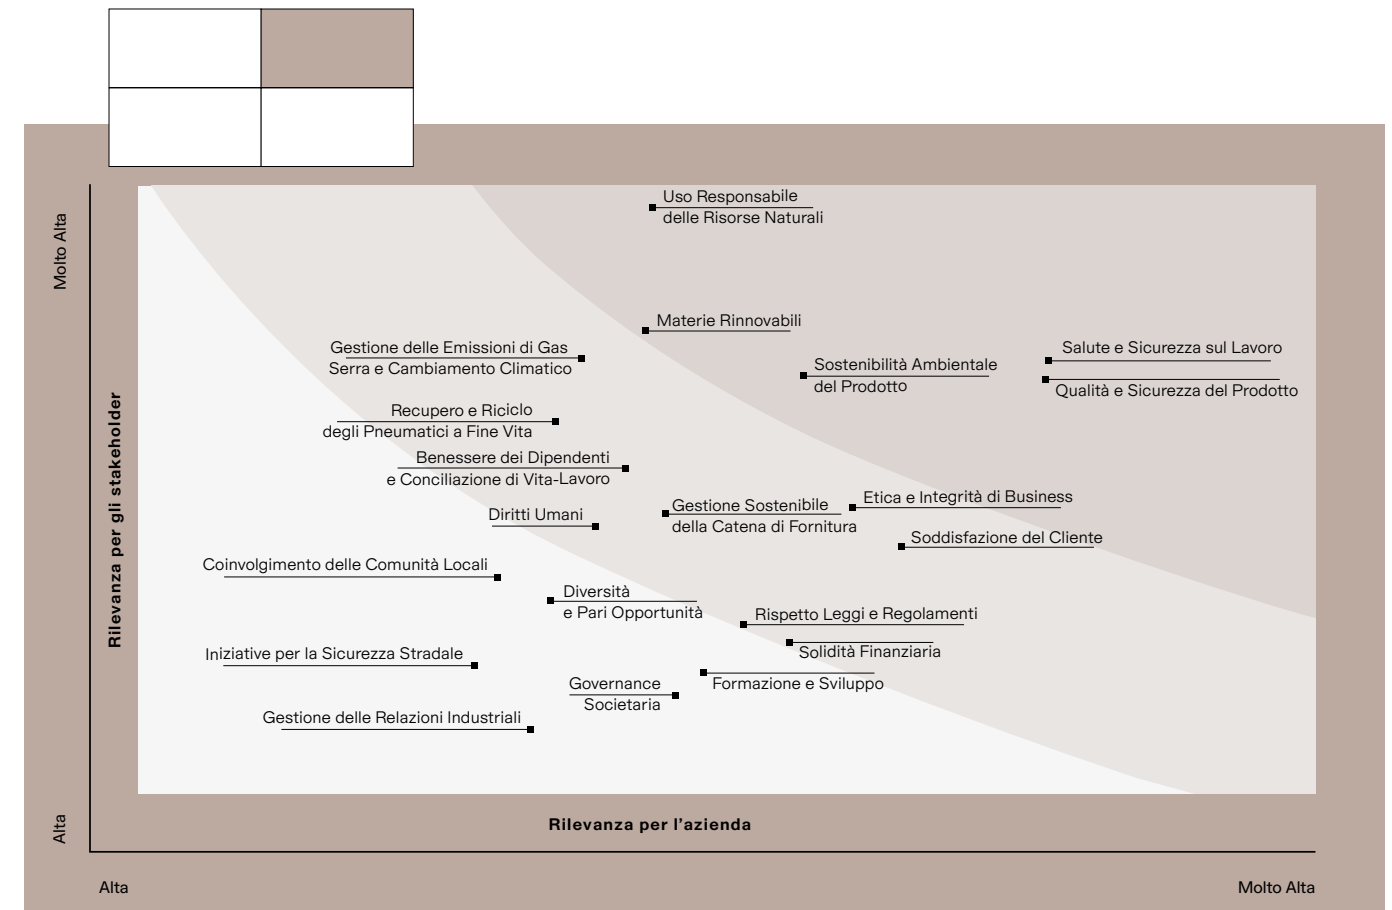 Molto Alta
Rilevanza per gli stakeholder
Alta
Uso Responsabile
delle Risorse Naturali
Materie Rinnovabili
Gestione delle Emissioni di Gas
Serra e Cambiamento Climatico
Salute e Sicurezza sul Lavoro
Sostenibilità Ambientale
del Prodotto
Qualità e Sicurezza del Prodotto
Recupero e Riciclo
degli Pneumatici a Fine Vita
Benessere dei Dipendenti
e Conciliazione di Vita-Lavoro
Etica e Integrità di Business
Gestione Sostenibile
della Catena di Fornitura
Diritti Umani
Soddisfazione del Cliente
Coinvolgimento delle Comunità Locali
Diversità
e Pari Opportunità
Rispetto Leggi e Regolamenti
Solidità Finanziaria
Iniziative per la Sicurezza Stradale
Formazione e Sviluppo
Governance
Societaria
Gestione delle Relazioni Industriali
Rilevanza per l'azienda
Alta
Molto Alta